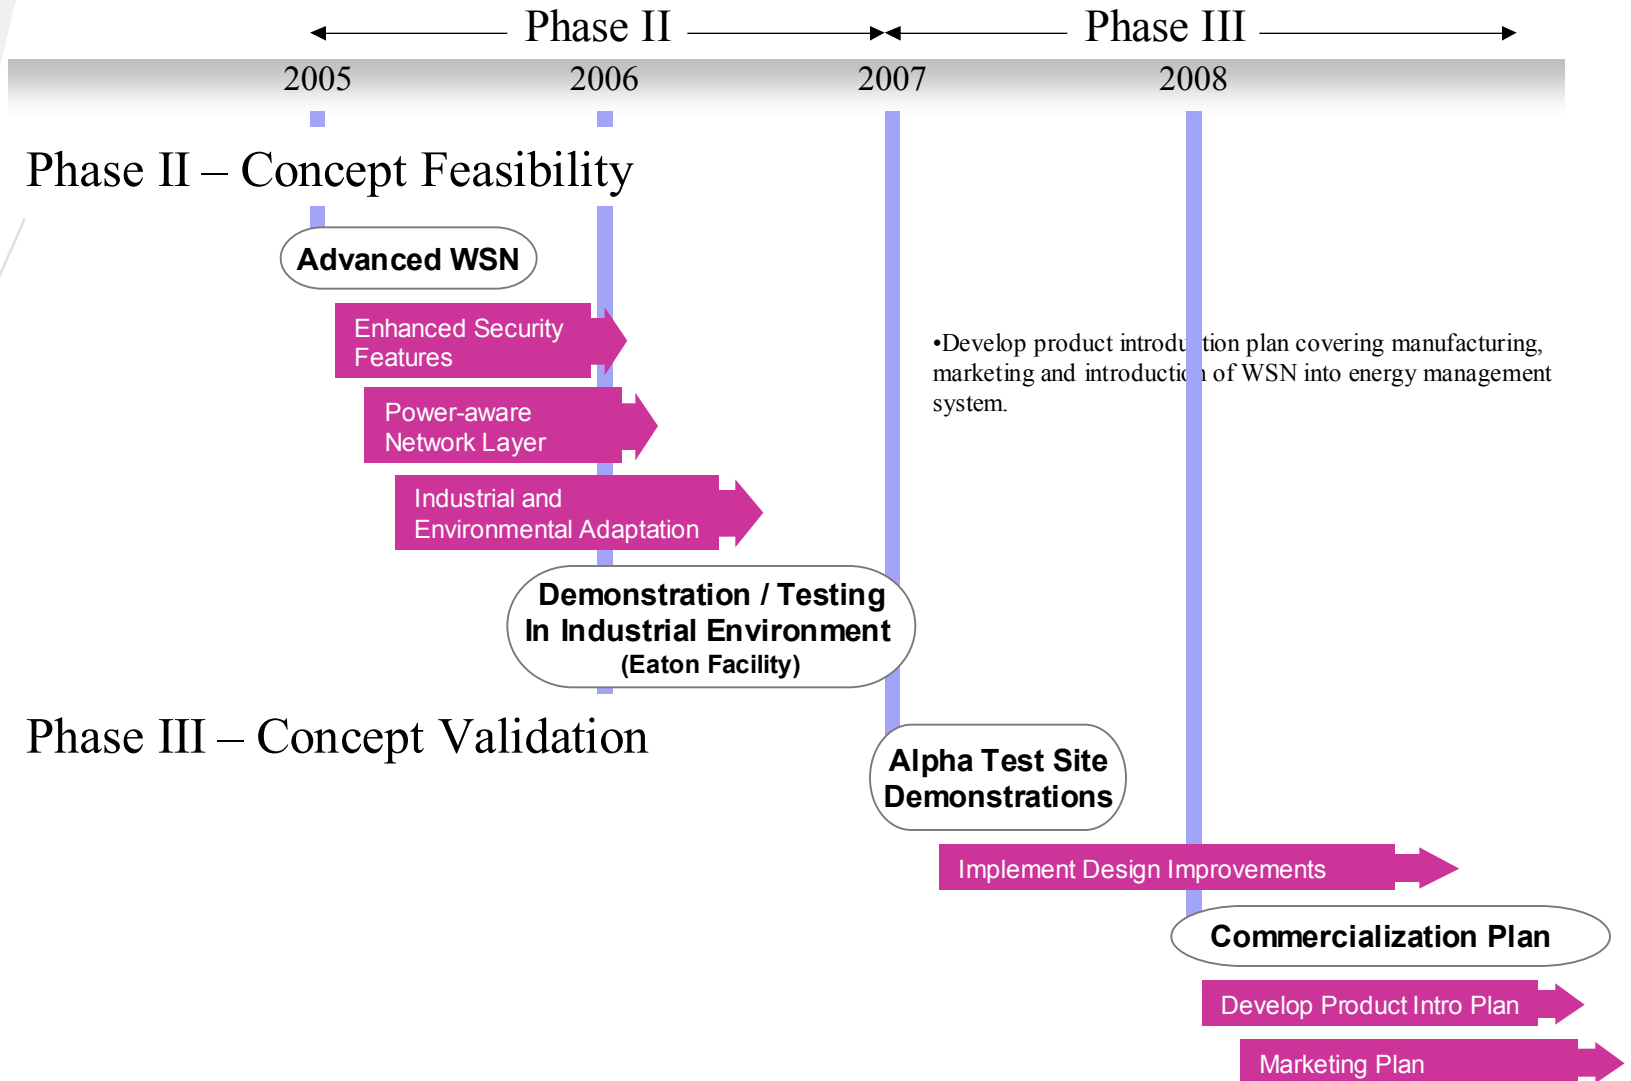 Phase II
Phase III
2005
2006
2007
2008
Phase II – Concept Feasibility
Advanced WSN
Enhanced Security
Features
Power-aware
Network Layer
Industrial and
Environmental Adaptation
•Develop product introduction plan covering manufacturing,
marketing and introduction of WSN into energy management
system.
Demonstration / Testing
In Industrial Environment
(Eaton Facility)
Phase III – Concept Validation
Alpha Test Site
Demonstrations
Implement Design Improvements
Commercialization Plan
Develop Product Intro Plan
Marketing Plan